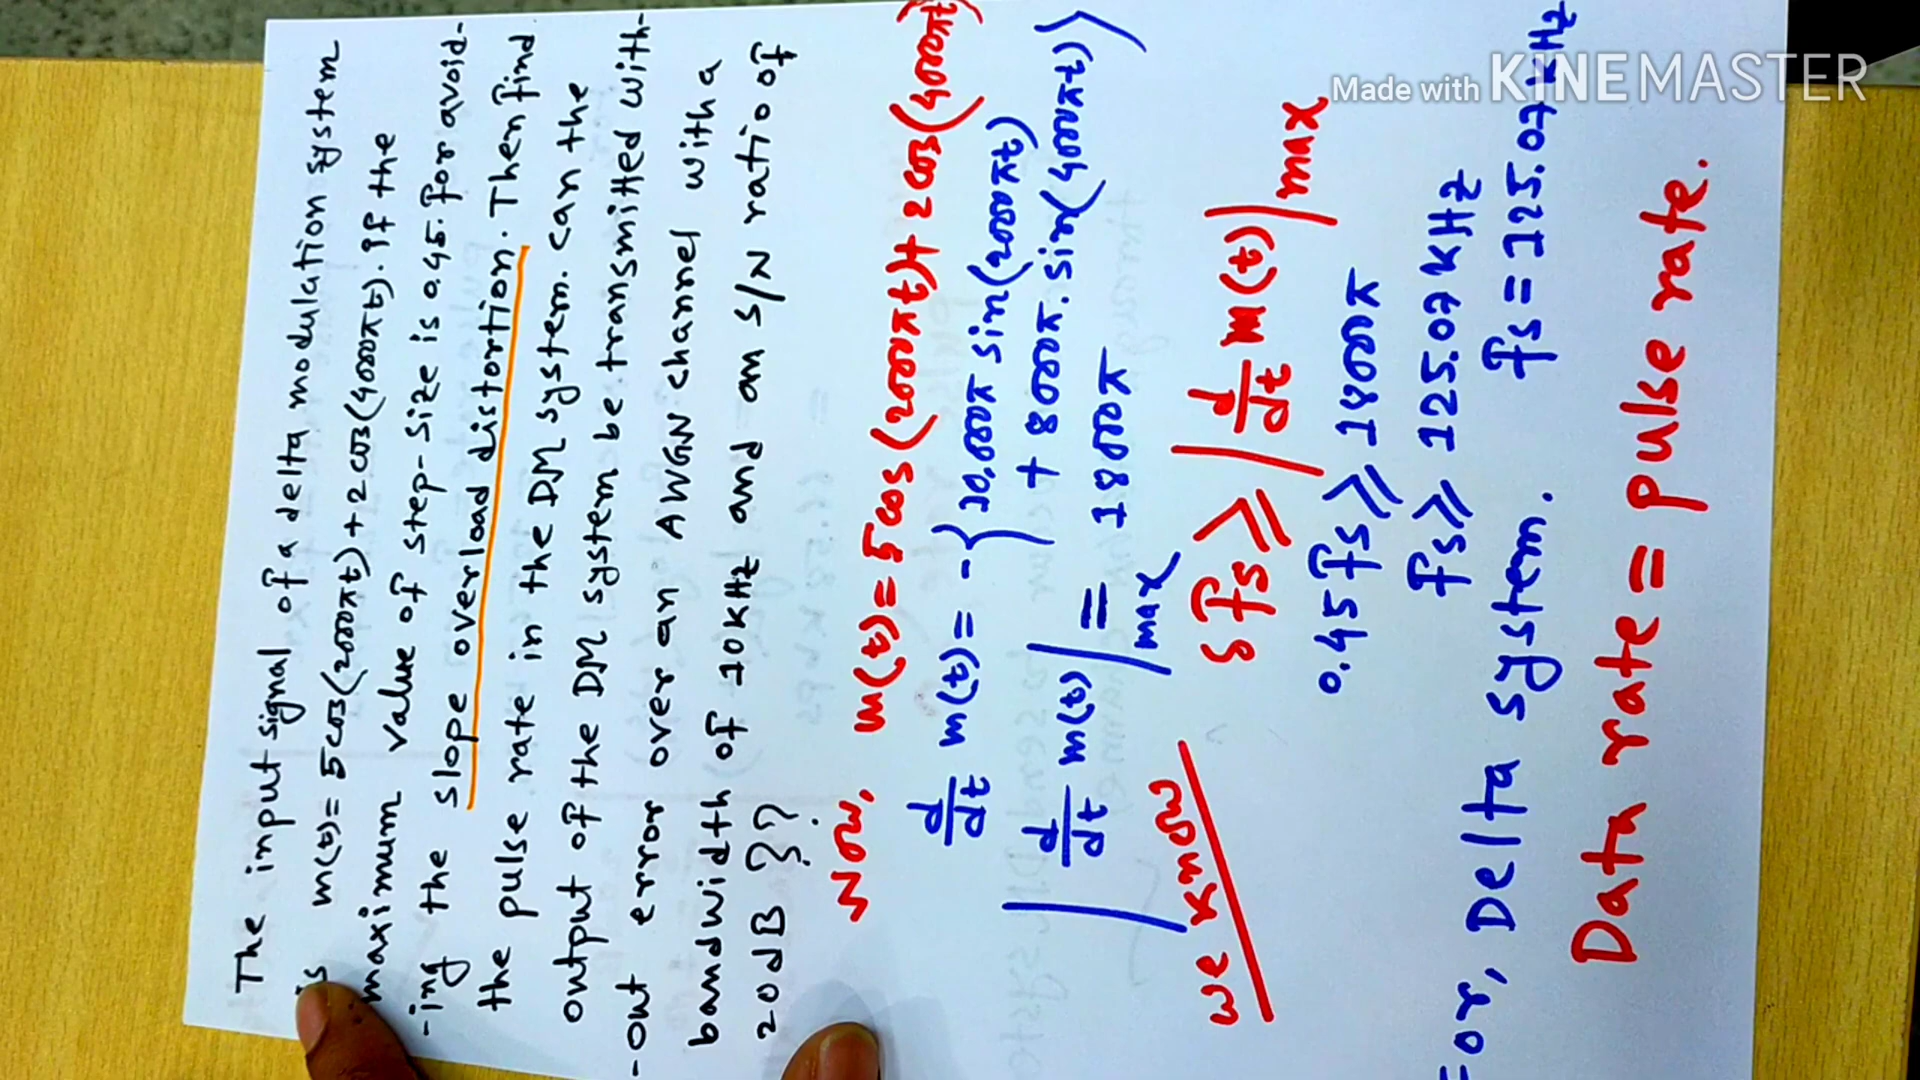 The input signal of a delta modulation system
is m(t) = 5 cos(2000πt) + 2 cos(4000πt). If the
maximum value of step-size is 0.45. For avoid-
-ing the slope overload distortion. Then find
the pulse rate in the DM system. Can the
output of the DM system be transmitted with-
-out error over an AWGN channel with a
bandwidth of 10 KHz and an S/N ratio of
20dB ??
Now, m(t) = 5 cos(2000πt) + 2 cos(4000πt)
d/dt m(t) = - {10,000π sin(2000πt)
+ 8000π. sin(4000πt)}
|d/dt m(t)|max = 18000π
we know
Sfs ≥ |d/dt m(t)|max
0.45fs ≥ 18000π
fs ≥ 125.07 KHz
For, Delta system. fs = 125.07 KHz
Data rate = pulse rate.
Made with KINEMASTER